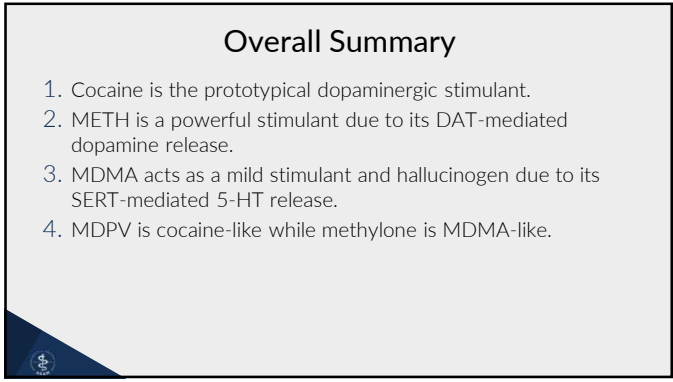 Overall Summary
1. Cocaine is the prototypical dopaminergic stimulant.
2. METH is a powerful stimulant due to its DAT-mediated
dopamine release.
3. MDMA acts as a mild stimulant and hallucinogen due to its
SERT-mediated 5-HT release.
4. MDPV is cocaine-like while methylone is MDMA-like.